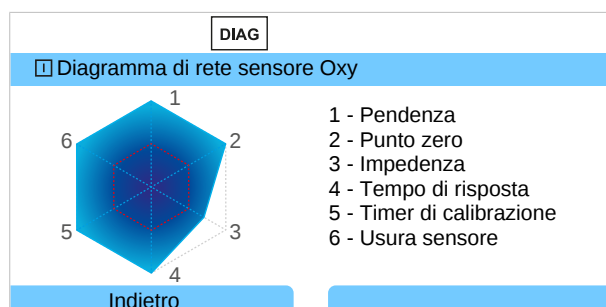 DIAG
I Diagramma di rete sensore Oxy
1
2
3
4
5
6
1 - Pendenza
2 - Punto zero
3 - Impedenza
4 - Tempo di risposta
5 - Timer di calibrazione
6 - Usura sensore
Indietro